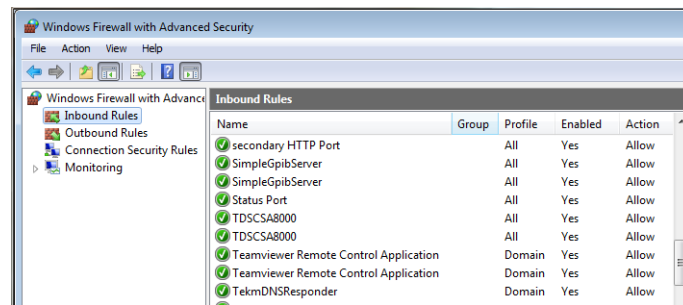 Windows Firewall with Advanced Security
File Action View Help
Windows Firewall with Advance
Inbound Rules
Outbound Rules
Connection Security Rules
Monitoring
Inbound Rules
Name Group Profile Enabled Action
secondary HTTP Port All Yes Allow
SimpleGpibServer All Yes Allow
SimpleGpibServer All Yes Allow
Status Port All Yes Allow
TDSCSA8000 All Yes Allow
TDSCSA8000 All Yes Allow
Teamviewer Remote Control Application Domain Yes Allow
Teamviewer Remote Control Application Domain Yes Allow
TekmDNSResponder Domain Yes Allow